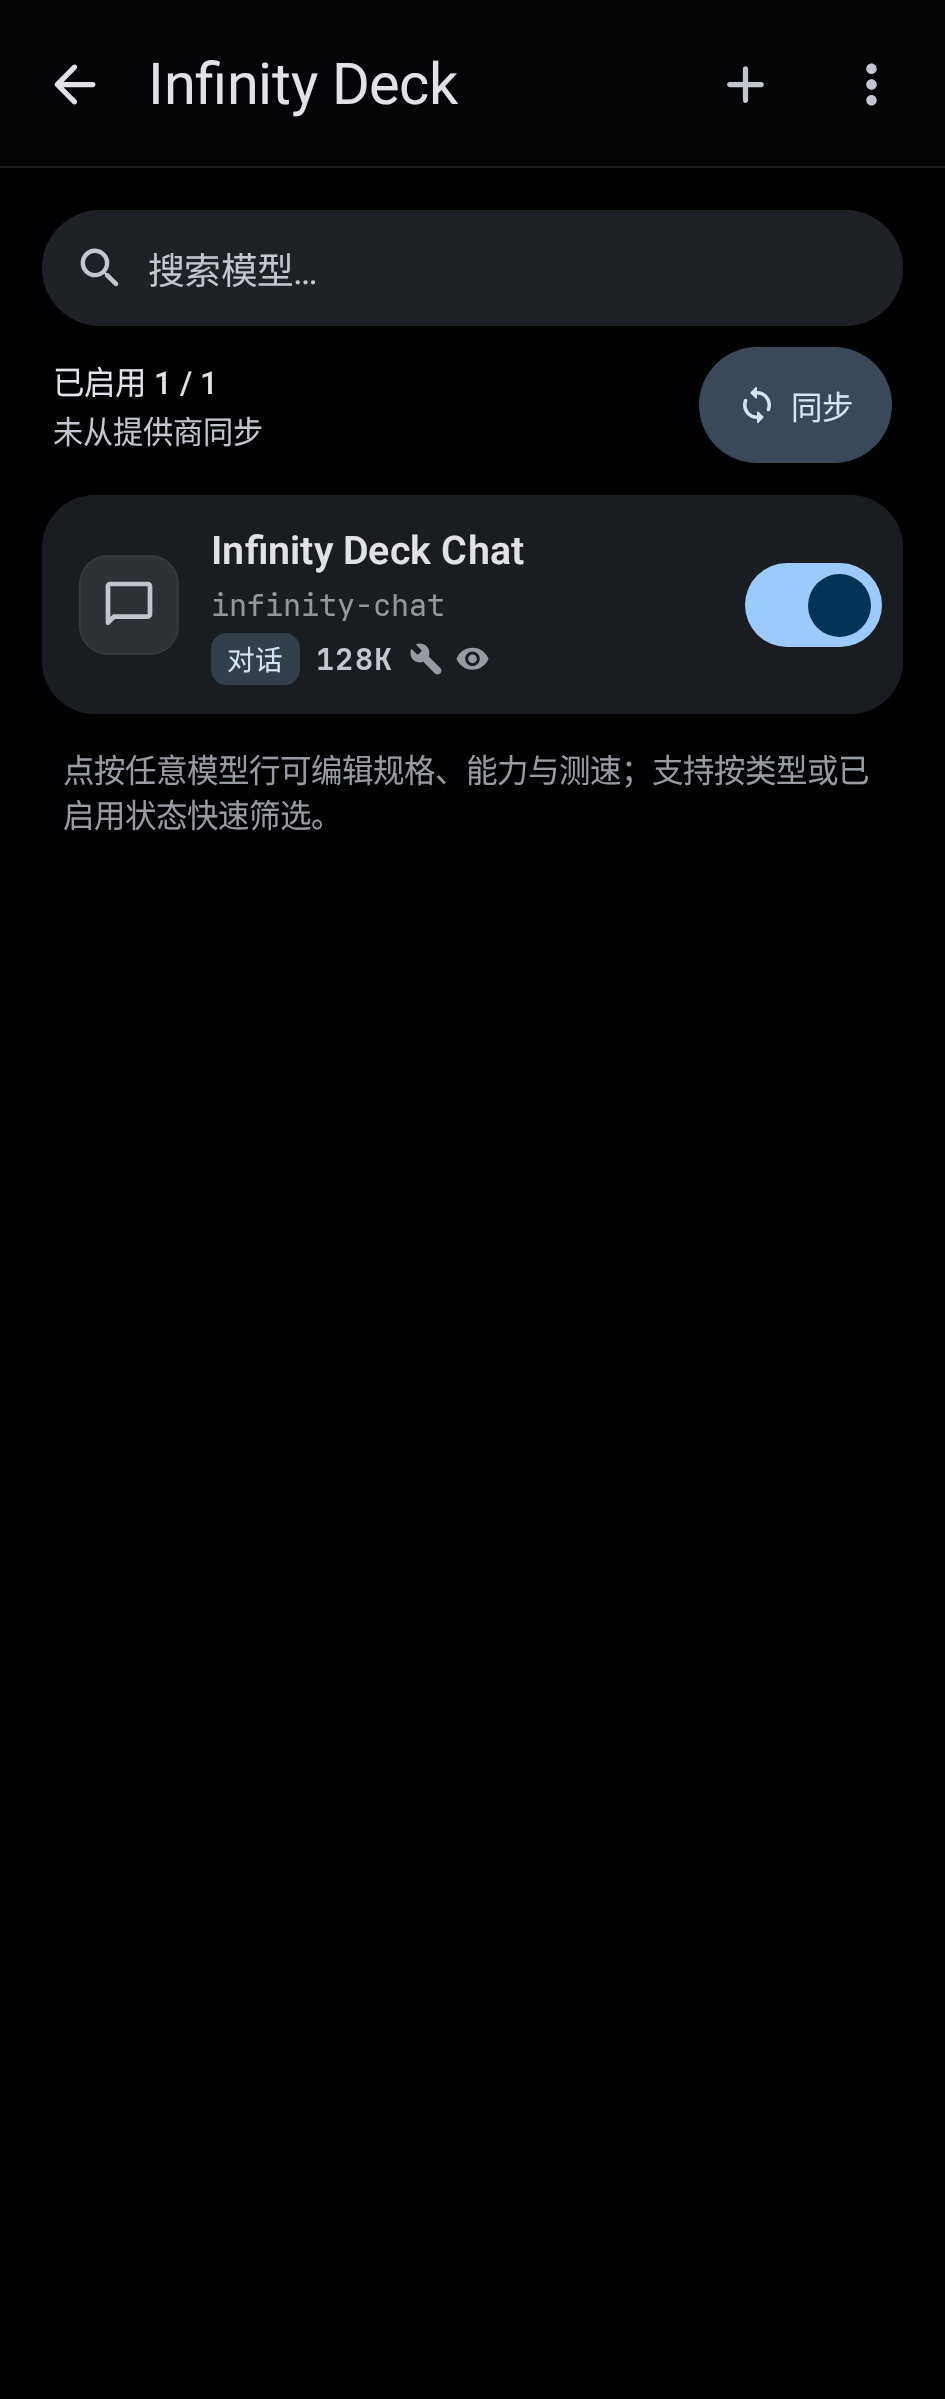 Infinity Deck
搜索模型...
已启用 1 / 1
未从提供商同步
同步
Infinity Deck Chat
infinity-chat
对话 128K
点按任意模型行可编辑规格、能力与测速；支持按类型或已
启用状态快速筛选。